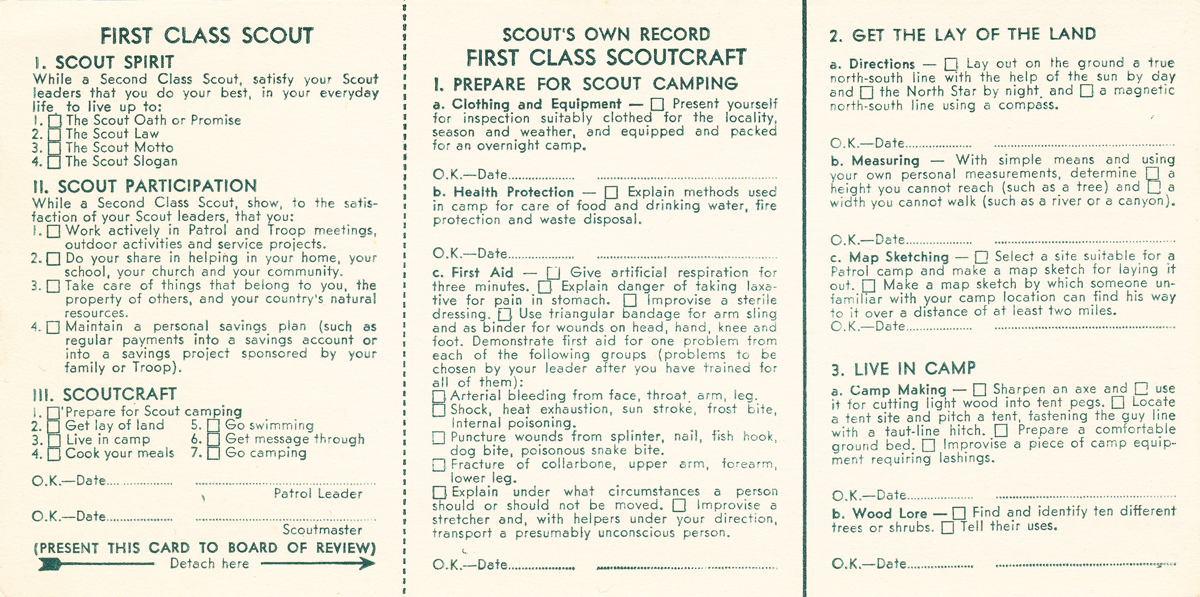 FIRST CLASS SCOUT
I. SCOUT SPIRIT
While a Second Class Scout, satisfy your Scout
leaders that you do your best, in your everyday
life, to live up to:
1. ☐ The Scout Oath or Promise
2. ☐ The Scout Law
3. ☐ The Scout Motto
4. ☐ The Scout Slogan
II. SCOUT PARTICIPATION
While a Second Class Scout, show, to the satis-
faction of your Scout leaders, that you:
1. ☐ Work actively in Patrol and Troop meetings,
outdoor activities and service projects.
2. ☐ Do your share in helping in your home, your
school, your church and your community.
3. ☐ Take care of things that belong to you, the
property of others, and your country's natural
resources.
4. ☐ Maintain a personal savings plan (such as
regular payments into a savings account or
into a savings project sponsored by your
family or Troop).
III. SCOUTCRAFT
1. ☐ Prepare for Scout camping
2. ☐ Get lay of land 5. ☐ Go swimming
3. ☐ Live in camp 6. ☐ Get message through
4. ☐ Cook your meals 7. ☐ Go camping
O.K.—Date.................. ..................................
Patrol Leader
O.K.—Date.................. ..................................
Scoutmaster
(PRESENT THIS CARD TO BOARD OF REVIEW)
Detach here
SCOUT'S OWN RECORD
FIRST CLASS SCOUTCRAFT
1. PREPARE FOR SCOUT CAMPING
a. Clothing and Equipment — ☐ Present yourself
for inspection suitably clothed for the locality,
season and weather, and equipped and packed
for an overnight camp.
O.K.—Date.................. ..................................
b. Health Protection — ☐ Explain methods used
in camp for care of food and drinking water, fire
protection and waste disposal.
O.K.—Date.................. ..................................
c. First Aid — ☐ Give artificial respiration for
three minutes. ☐ Explain danger of taking laxa-
tive for pain in stomach. ☐ Improvise a sterile
dressing. ☐ Use triangular bandage for arm sling
and as binder for wounds on head, hand, knee and
foot. Demonstrate first aid for one problem from
each of the following groups (problems to be
chosen by your leader after you have trained for
all of them):
☐ Arterial bleeding from face, throat, arm, leg.
☐ Shock, heat exhaustion, sun stroke, frost bite,
Internal poisoning.
☐ Puncture wounds from splinter, nail, fish hook,
dog bite, poisonous snake bite.
☐ Fracture of collarbone, upper arm, forearm,
lower leg.
☐ Explain under what circumstances a person
should or should not be moved. ☐ Improvise a
stretcher and, with helpers under your direction,
transport a presumably unconscious person.
O.K.—Date.................. ..................................
2. GET THE LAY OF THE LAND
a. Directions — ☐ Lay out on the ground a true
north-south line with the help of the sun by day
and ☐ the North Star by night, and ☐ a magnetic
north-south line using a compass.
O.K.—Date.................. ..................................
b. Measuring — With simple means and using
your own personal measurements, determine ☐ a
height you cannot reach (such as a tree) and ☐ a
width you cannot walk (such as a river or a canyon).
O.K.—Date.................. ..................................
c. Map Sketching — ☐ Select a site suitable for a
Patrol camp and make a map sketch for laying it
out. ☐ Make a map sketch by which someone un-
familiar with your camp location can find his way
to it over a distance of at least two miles.
O.K.—Date.................. ..................................
3. LIVE IN CAMP
a. Camp Making — ☐ Sharpen an axe and ☐ use
it for cutting light wood into tent pegs. ☐ Locate
a tent site and pitch a tent, fastening the guy line
with a taut-line hitch. ☐ Prepare a comfortable
ground bed. ☐ Improvise a piece of camp equip-
ment requiring lashings.
O.K.—Date.................. ..................................
b. Wood Lore — ☐ Find and identify ten different
trees or shrubs. ☐ Tell their uses.
O.K.—Date.................. ..................................